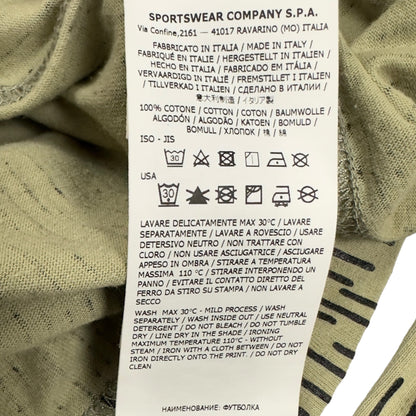 SPORTSWEAR COMPANY S.P.A.
Via Confine,2161 — 41017 RAVARINO (MO) ITALIA
FABBRICATO IN ITALIA / MADE IN ITALY /
FABRIQUÉ EN ITALIE / HERGESTELLT IN ITALIEN
HECHO EN ITALIA / FABRICADO EM ITÁLIA /
VERVAARDIGD IN ITALIË / FREMSTILLET I ITALIEN
/ TILLVERKAD I ITALIEN / СДЕЛАНО В ИТАЛИИ
/ 意大利制造 / イタリア製
100% COTONE / COTTON / COTON / BAUMWOLLE
/ ALGODÓN / ALGODÃO / KATOEN / BOMULD /
BOMULL / ХЛОПОК / 棉 / 綿
ISO - JIS
30
USA
30
LAVARE DELICATAMENTE MAX 30°C / LAVARE
SEPARATAMENTE / LAVARE A ROVESCIO / USARE
DETERSIVO NEUTRO / NON TRATTARE CON
CLORO / NON USARE ASCIUGATRICE / ASCIUGARE
APPESO IN OMBRA / STIRARE A TEMPERATURA
MASSIMA 110 °C / STIRARE INTERPONENDO UN
PANNO / EVITARE IL CONTATTO DIRETTO DEL
FERRO DA STIRO SU STAMPA / NON LAVARE A
SECCO
WASH MAX 30°C - MILD PROCESS / WASH
SEPARATELY / WASH INSIDE OUT / USE NEUTRAL
DETERGENT / DO NOT BLEACH / DO NOT TUMBLE
DRY / LINE DRY IN THE SHADE / IRONING
MAXIMUM TEMPERATURE 110°C - WITHOUT
STEAM / IRON WITH A CLOTH BETWEEN / DO NOT
IRON DIRECTLY ONTO THE PRINT / DO NOT DRY
CLEAN
НАИМЕНОВАНИЕ: ФУТБОЛКА